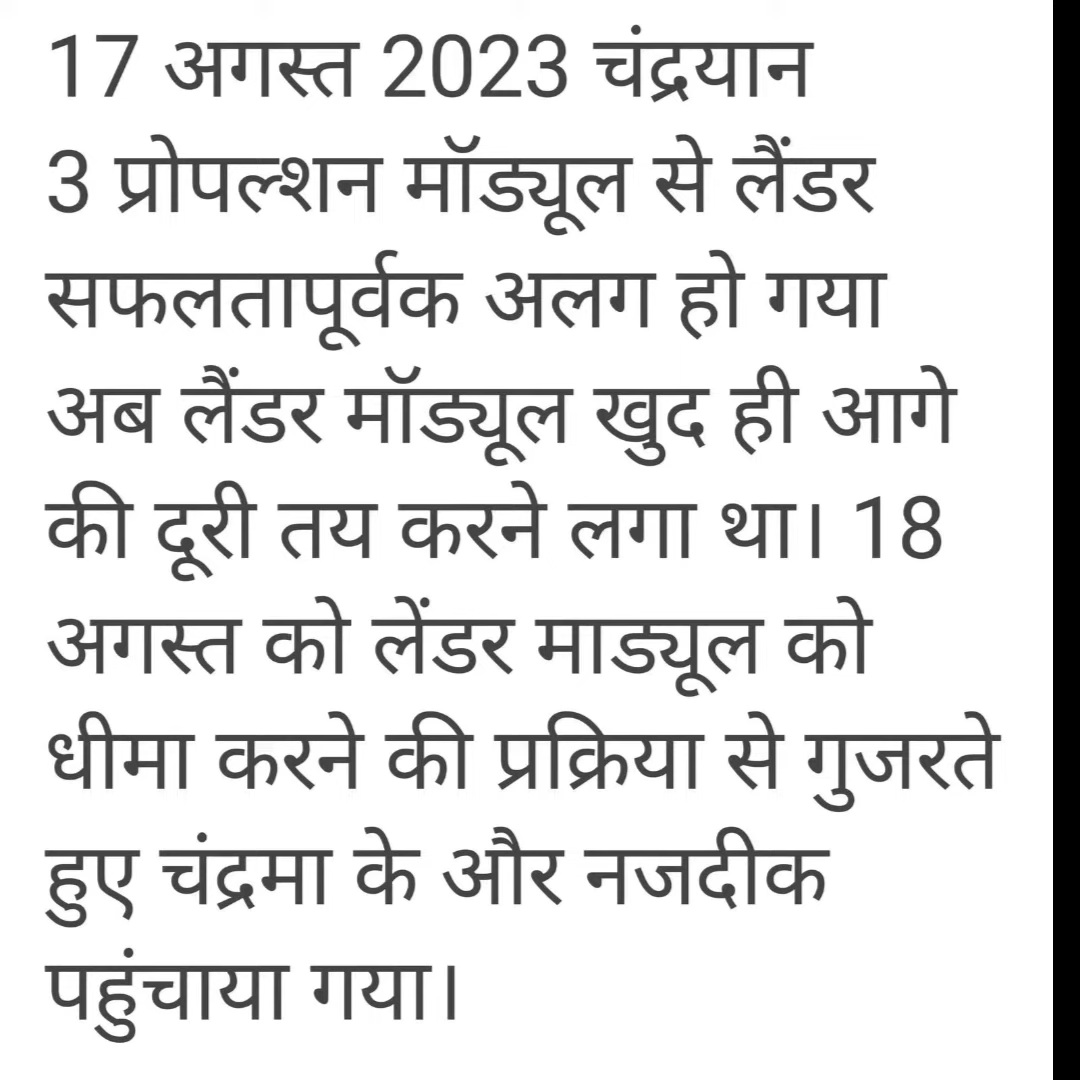 17 अगस्त 2023 चंद्रयान
3 प्रोपल्शन मॉड्यूल से लैंडर
सफलतापूर्वक अलग हो गया
अब लैंडर मॉड्यूल खुद ही आगे
की दूरी तय करने लगा था। 18
अगस्त को लेंडर माड्यूल को
धीमा करने की प्रक्रिया से गुजरते
हुए चंद्रमा के और नजदीक
पहुंचाया गया।